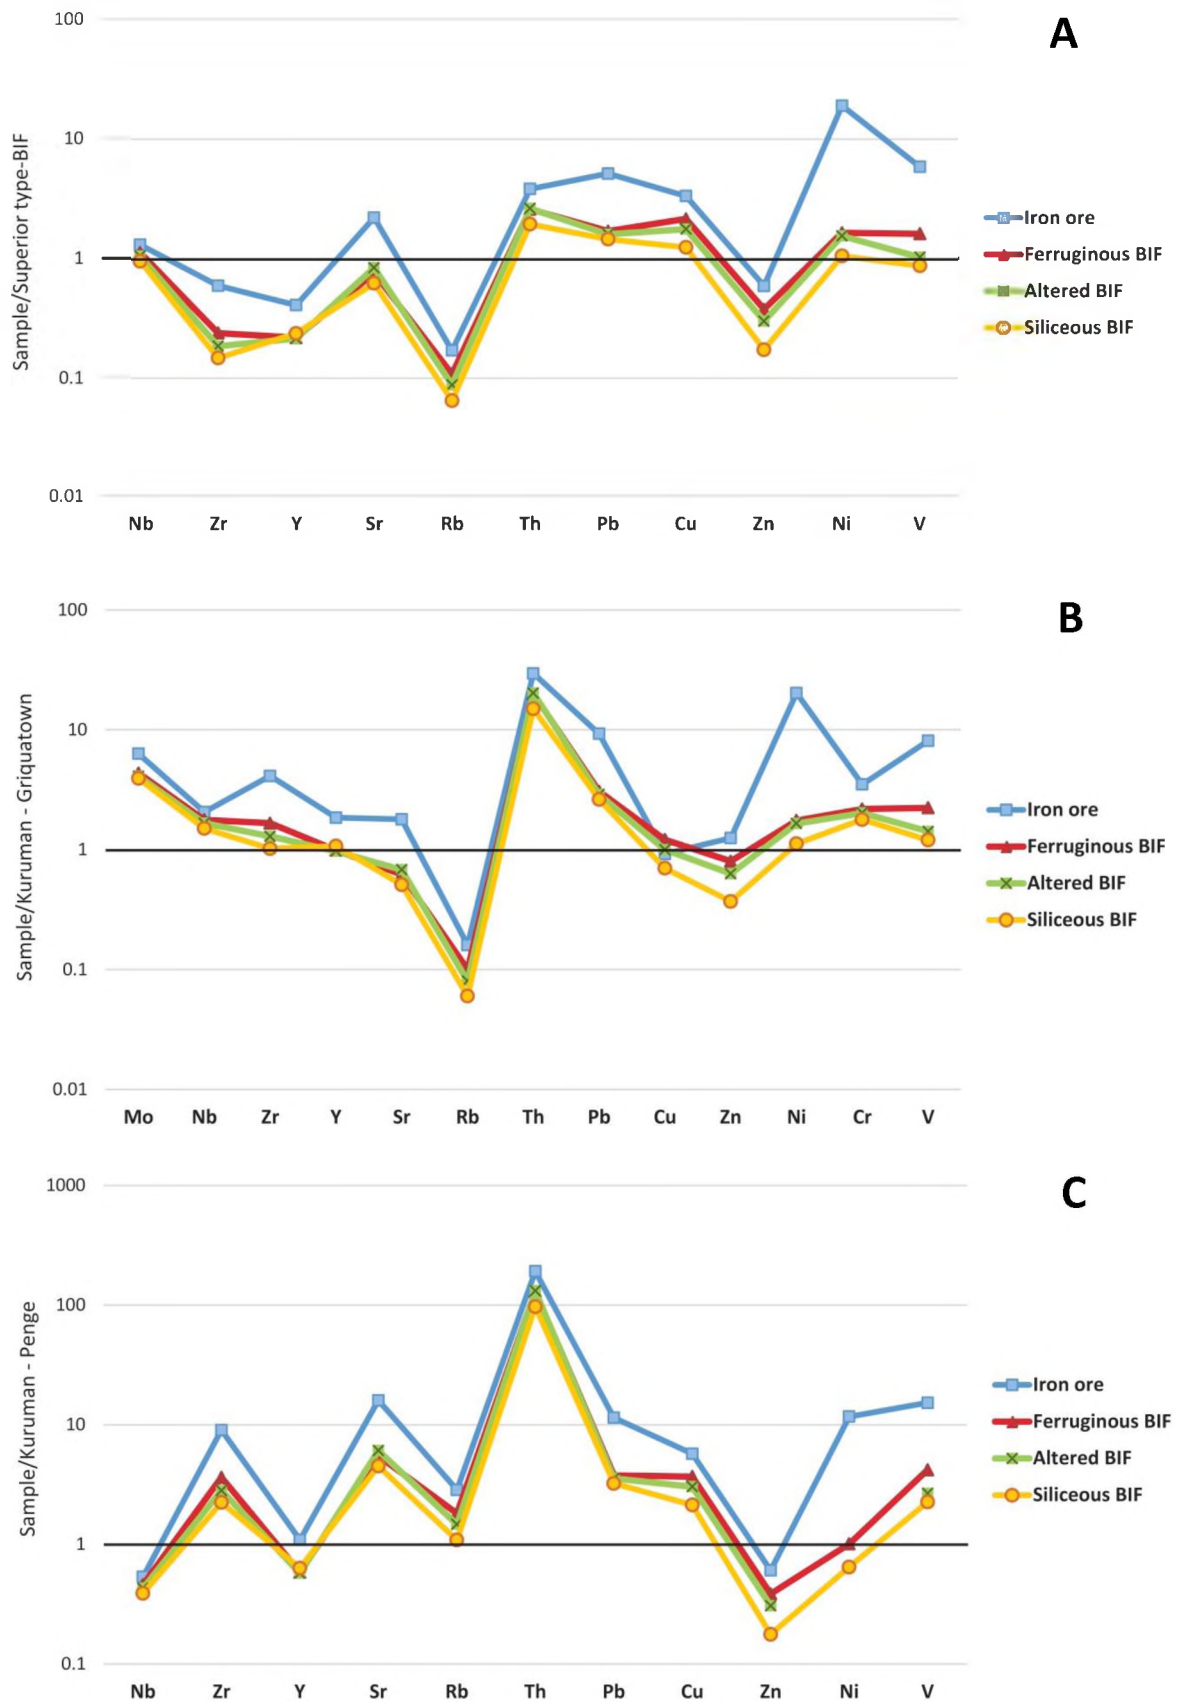 A
100
10
1
0.1
0.01
Sample/Superior type-BIF
Nb Zr Y Sr Rb Th Pb Cu Zn Ni V
Iron ore
Ferruginous BIF
Altered BIF
Siliceous BIF
B
100
10
1
0.1
0.01
Sample/Kuruman - Griquatown
Mo Nb Zr Y Sr Rb Th Pb Cu Zn Ni Cr V
Iron ore
Ferruginous BIF
Altered BIF
Siliceous BIF
C
1000
100
10
1
0.1
Sample/Kuruman - Penge
Nb Zr Y Sr Rb Th Pb Cu Zn Ni V
Iron ore
Ferruginous BIF
Altered BIF
Siliceous BIF